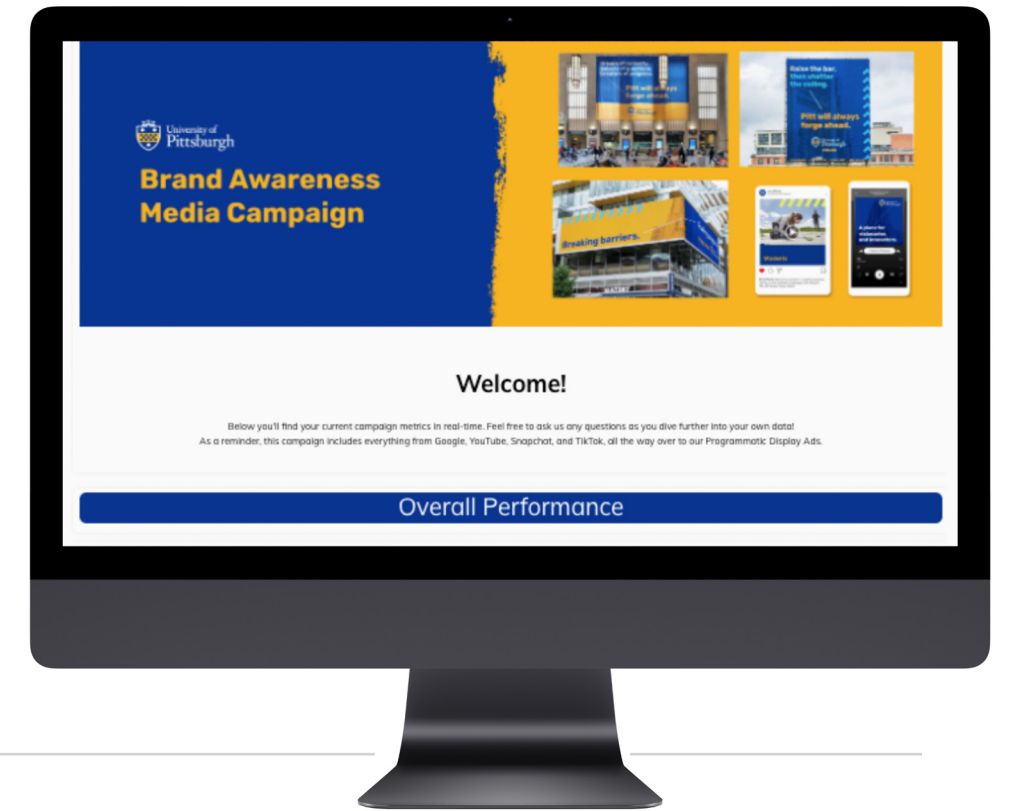 University of
Pittsburgh
Brand Awareness
Media Campaign
Pitt will always
forge ahead.
Raise the bar,
then shatter
the ceiling.
Pitt will always
forge ahead.
Breaking barriers.
A place for
visionaries
and innovators.
Welcome!
Below you'll find your current campaign metrics in real-time. Feel free to ask us any questions as you dive further into your own data!
As a reminder, this campaign includes everything from Google, YouTube, Snapchat, and TikTok, all the way over to our Programmatic Display Ads.
Overall Performance